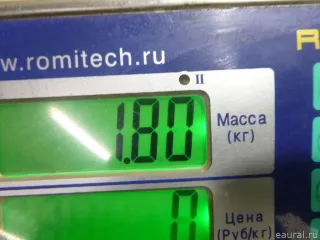 w.romitech.ru
II
1.80
Масса
(кг)
0
Цена
(Руб/кг)
eaural.ru